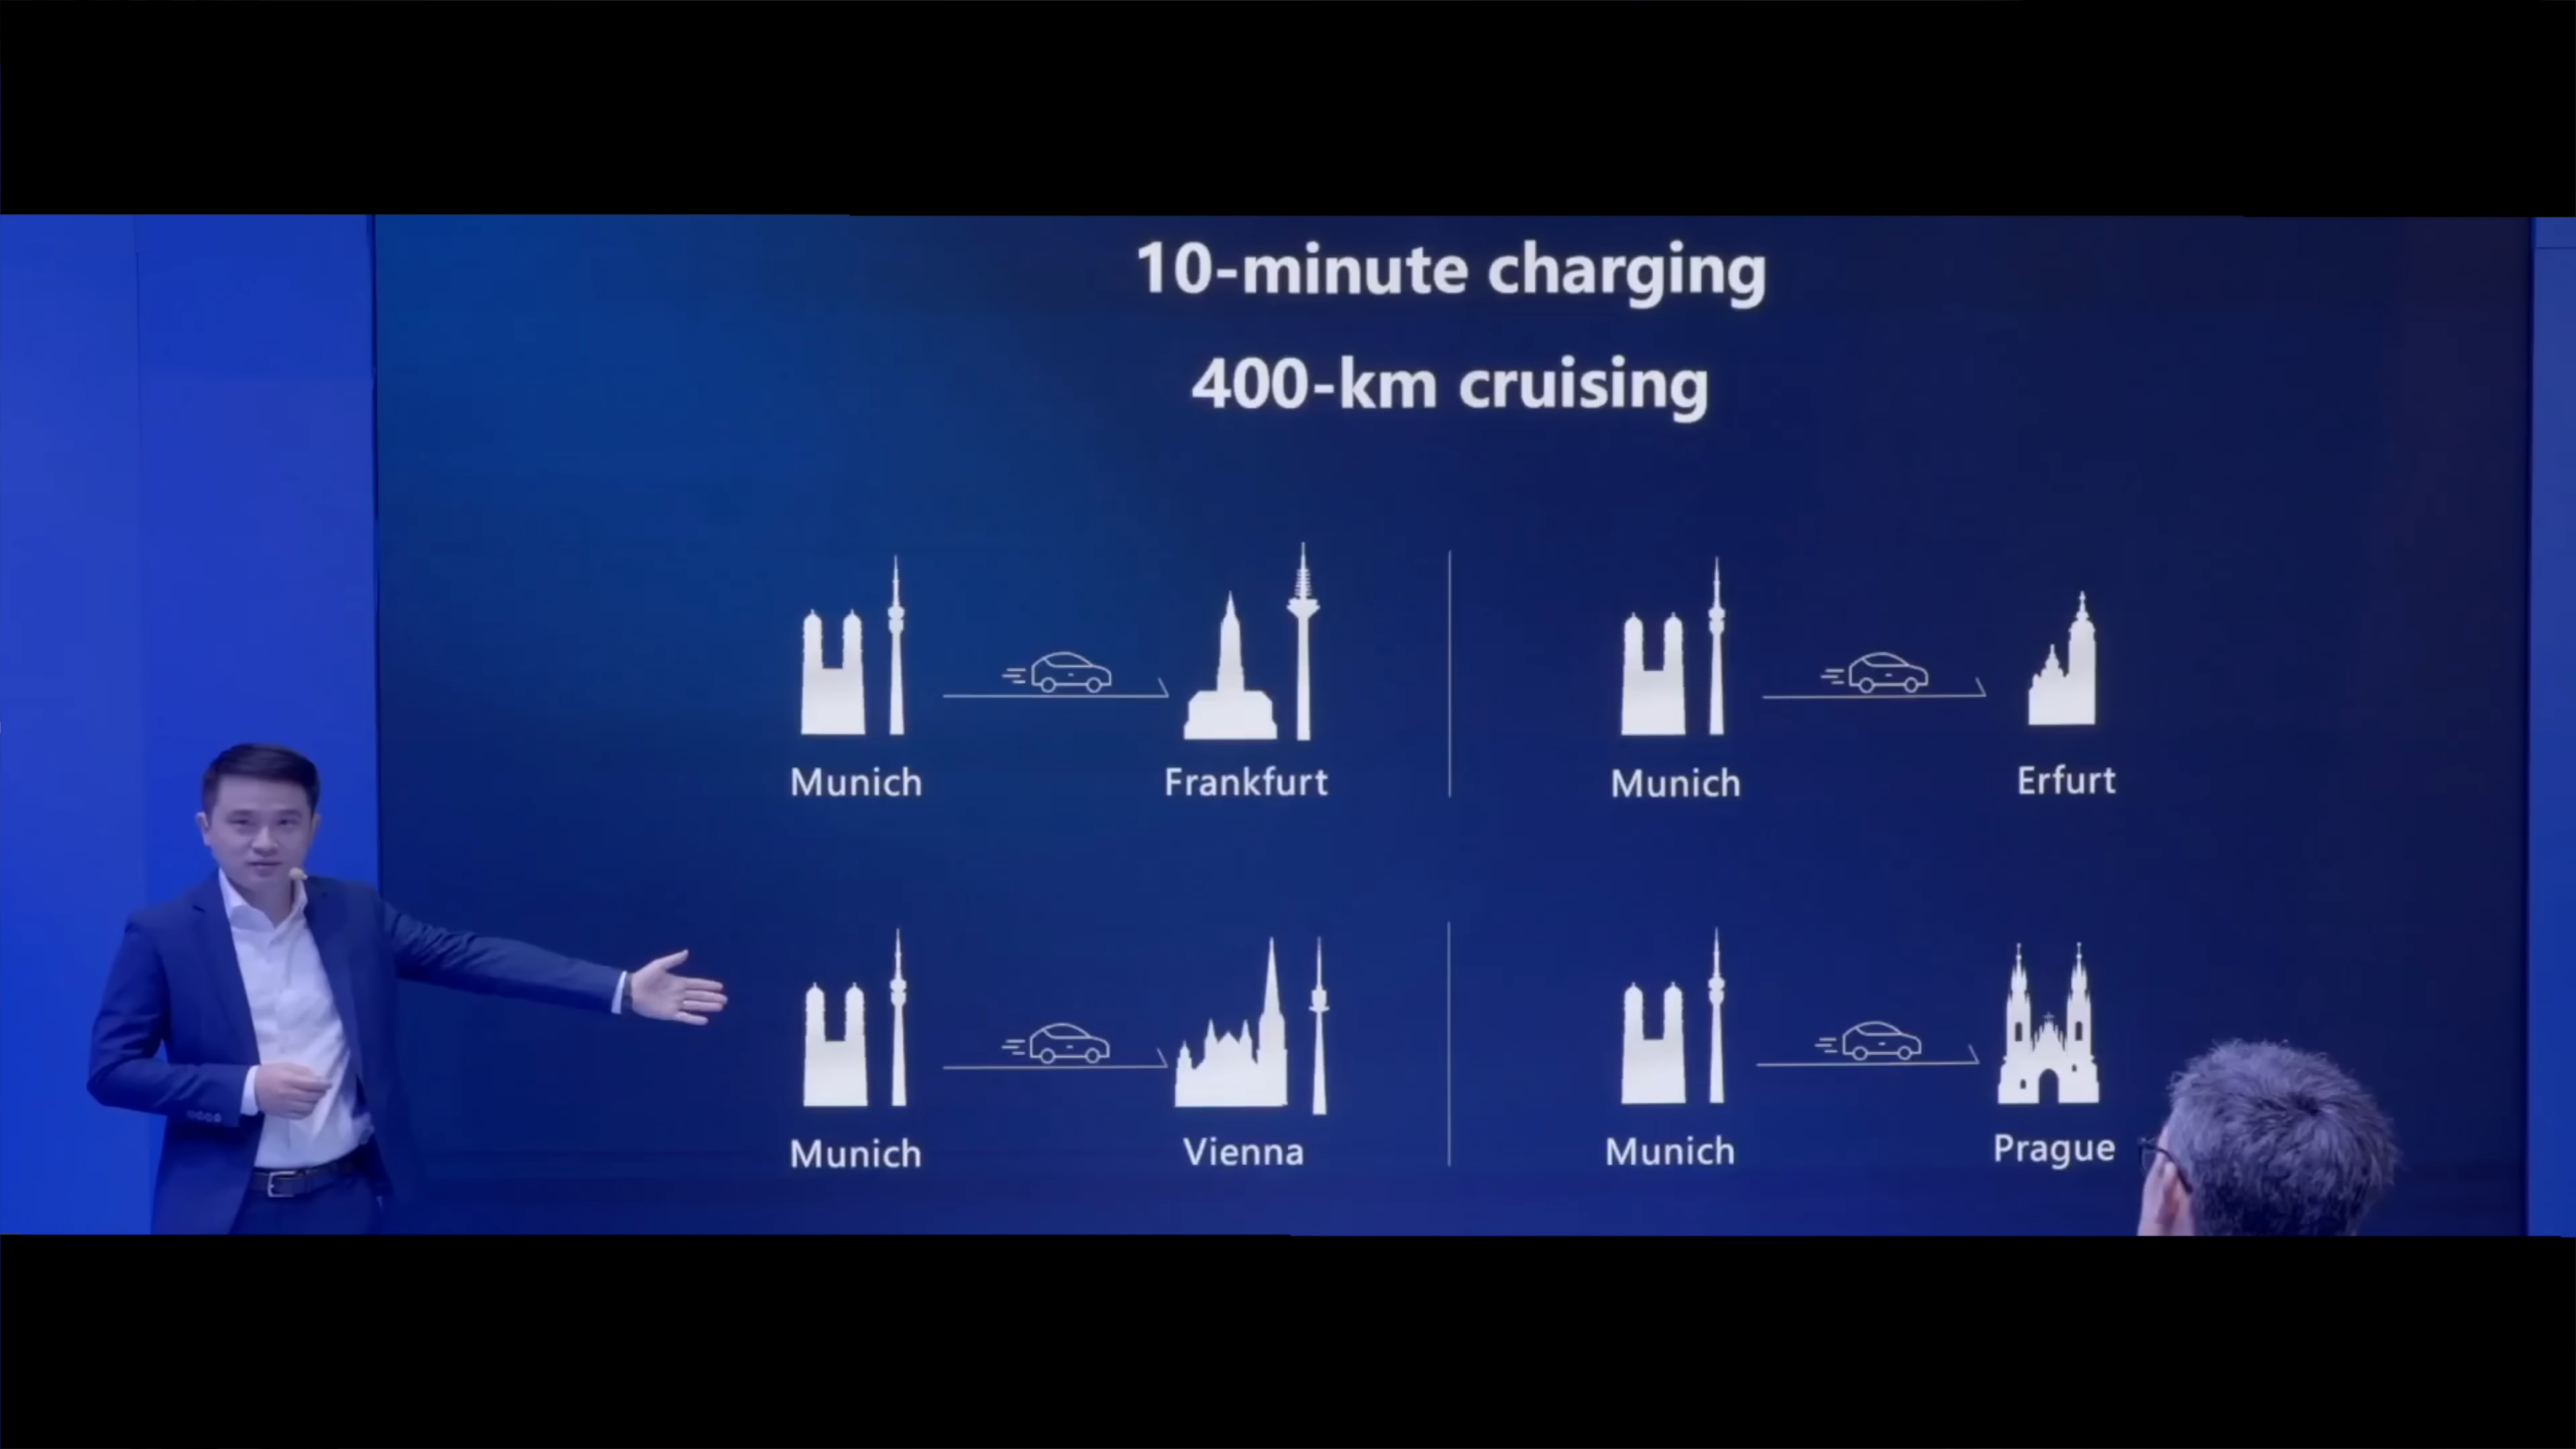 10-minute charging
400-km cruising
Munich
Frankfurt
Munich
Erfurt
Munich
Vienna
Munich
Prague